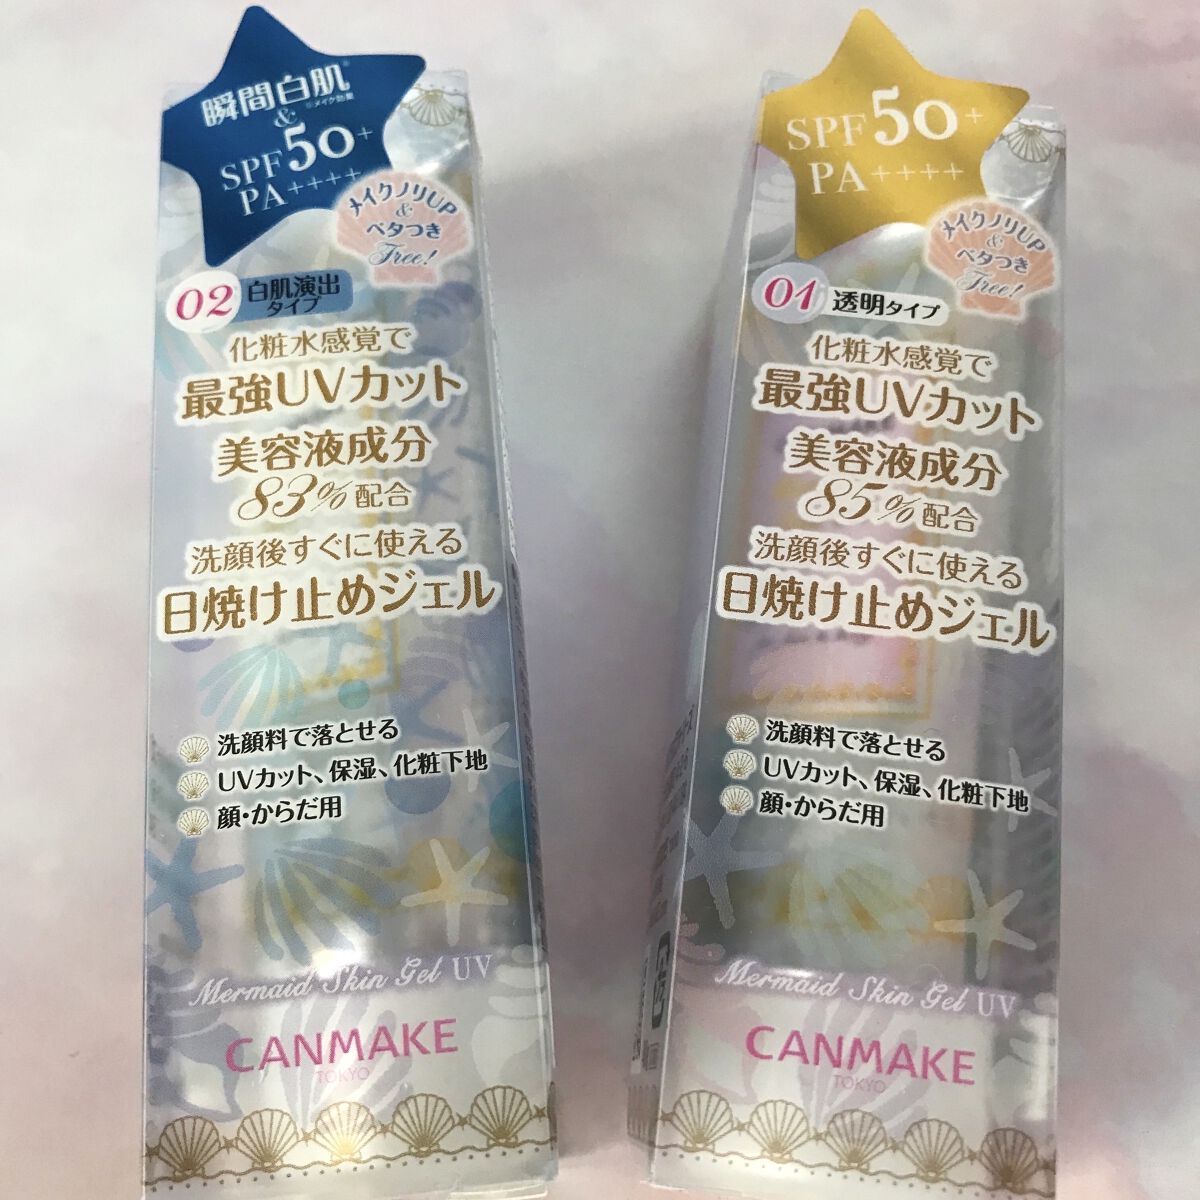 瞬間白肌
※メイク効果
&
SPF50+
PA++++
メイクノリUP
&
ベタつき
Free!
02 白肌演出
タイプ
化粧水感覚で
最強UVカット
美容液成分
83%配合
洗顔後すぐに使える
日焼け止めジェル
洗顔料で落とせる
UVカット、保湿、化粧下地
顔・からだ用
Mermaid Skin Gel UV
CANMAKE
TOKYO
SPF50+
PA++++
メイクノリUP
&
ベタつき
Free!
01 透明タイプ
化粧水感覚で
最強UVカット
美容液成分
85%配合
洗顔後すぐに使える
日焼け止めジェル
洗顔料で落とせる
UVカット、保湿、化粧下地
顔・からだ用
Mermaid Skin Gel UV
CANMAKE
TOKYO